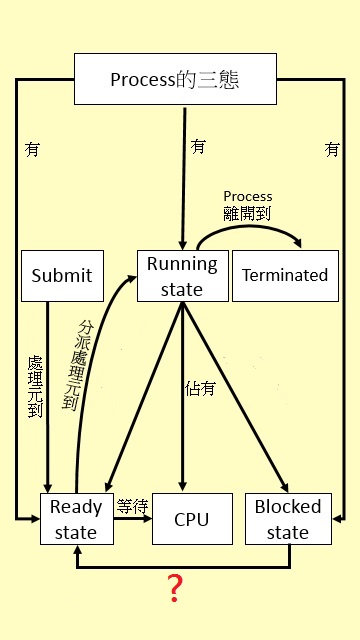 Process的三態
有
有
有
Process
離開到
Submit
Running
state
Terminated
處理元到
分派處理元到
佔有
Ready
state
等待
CPU
Blocked
state
?